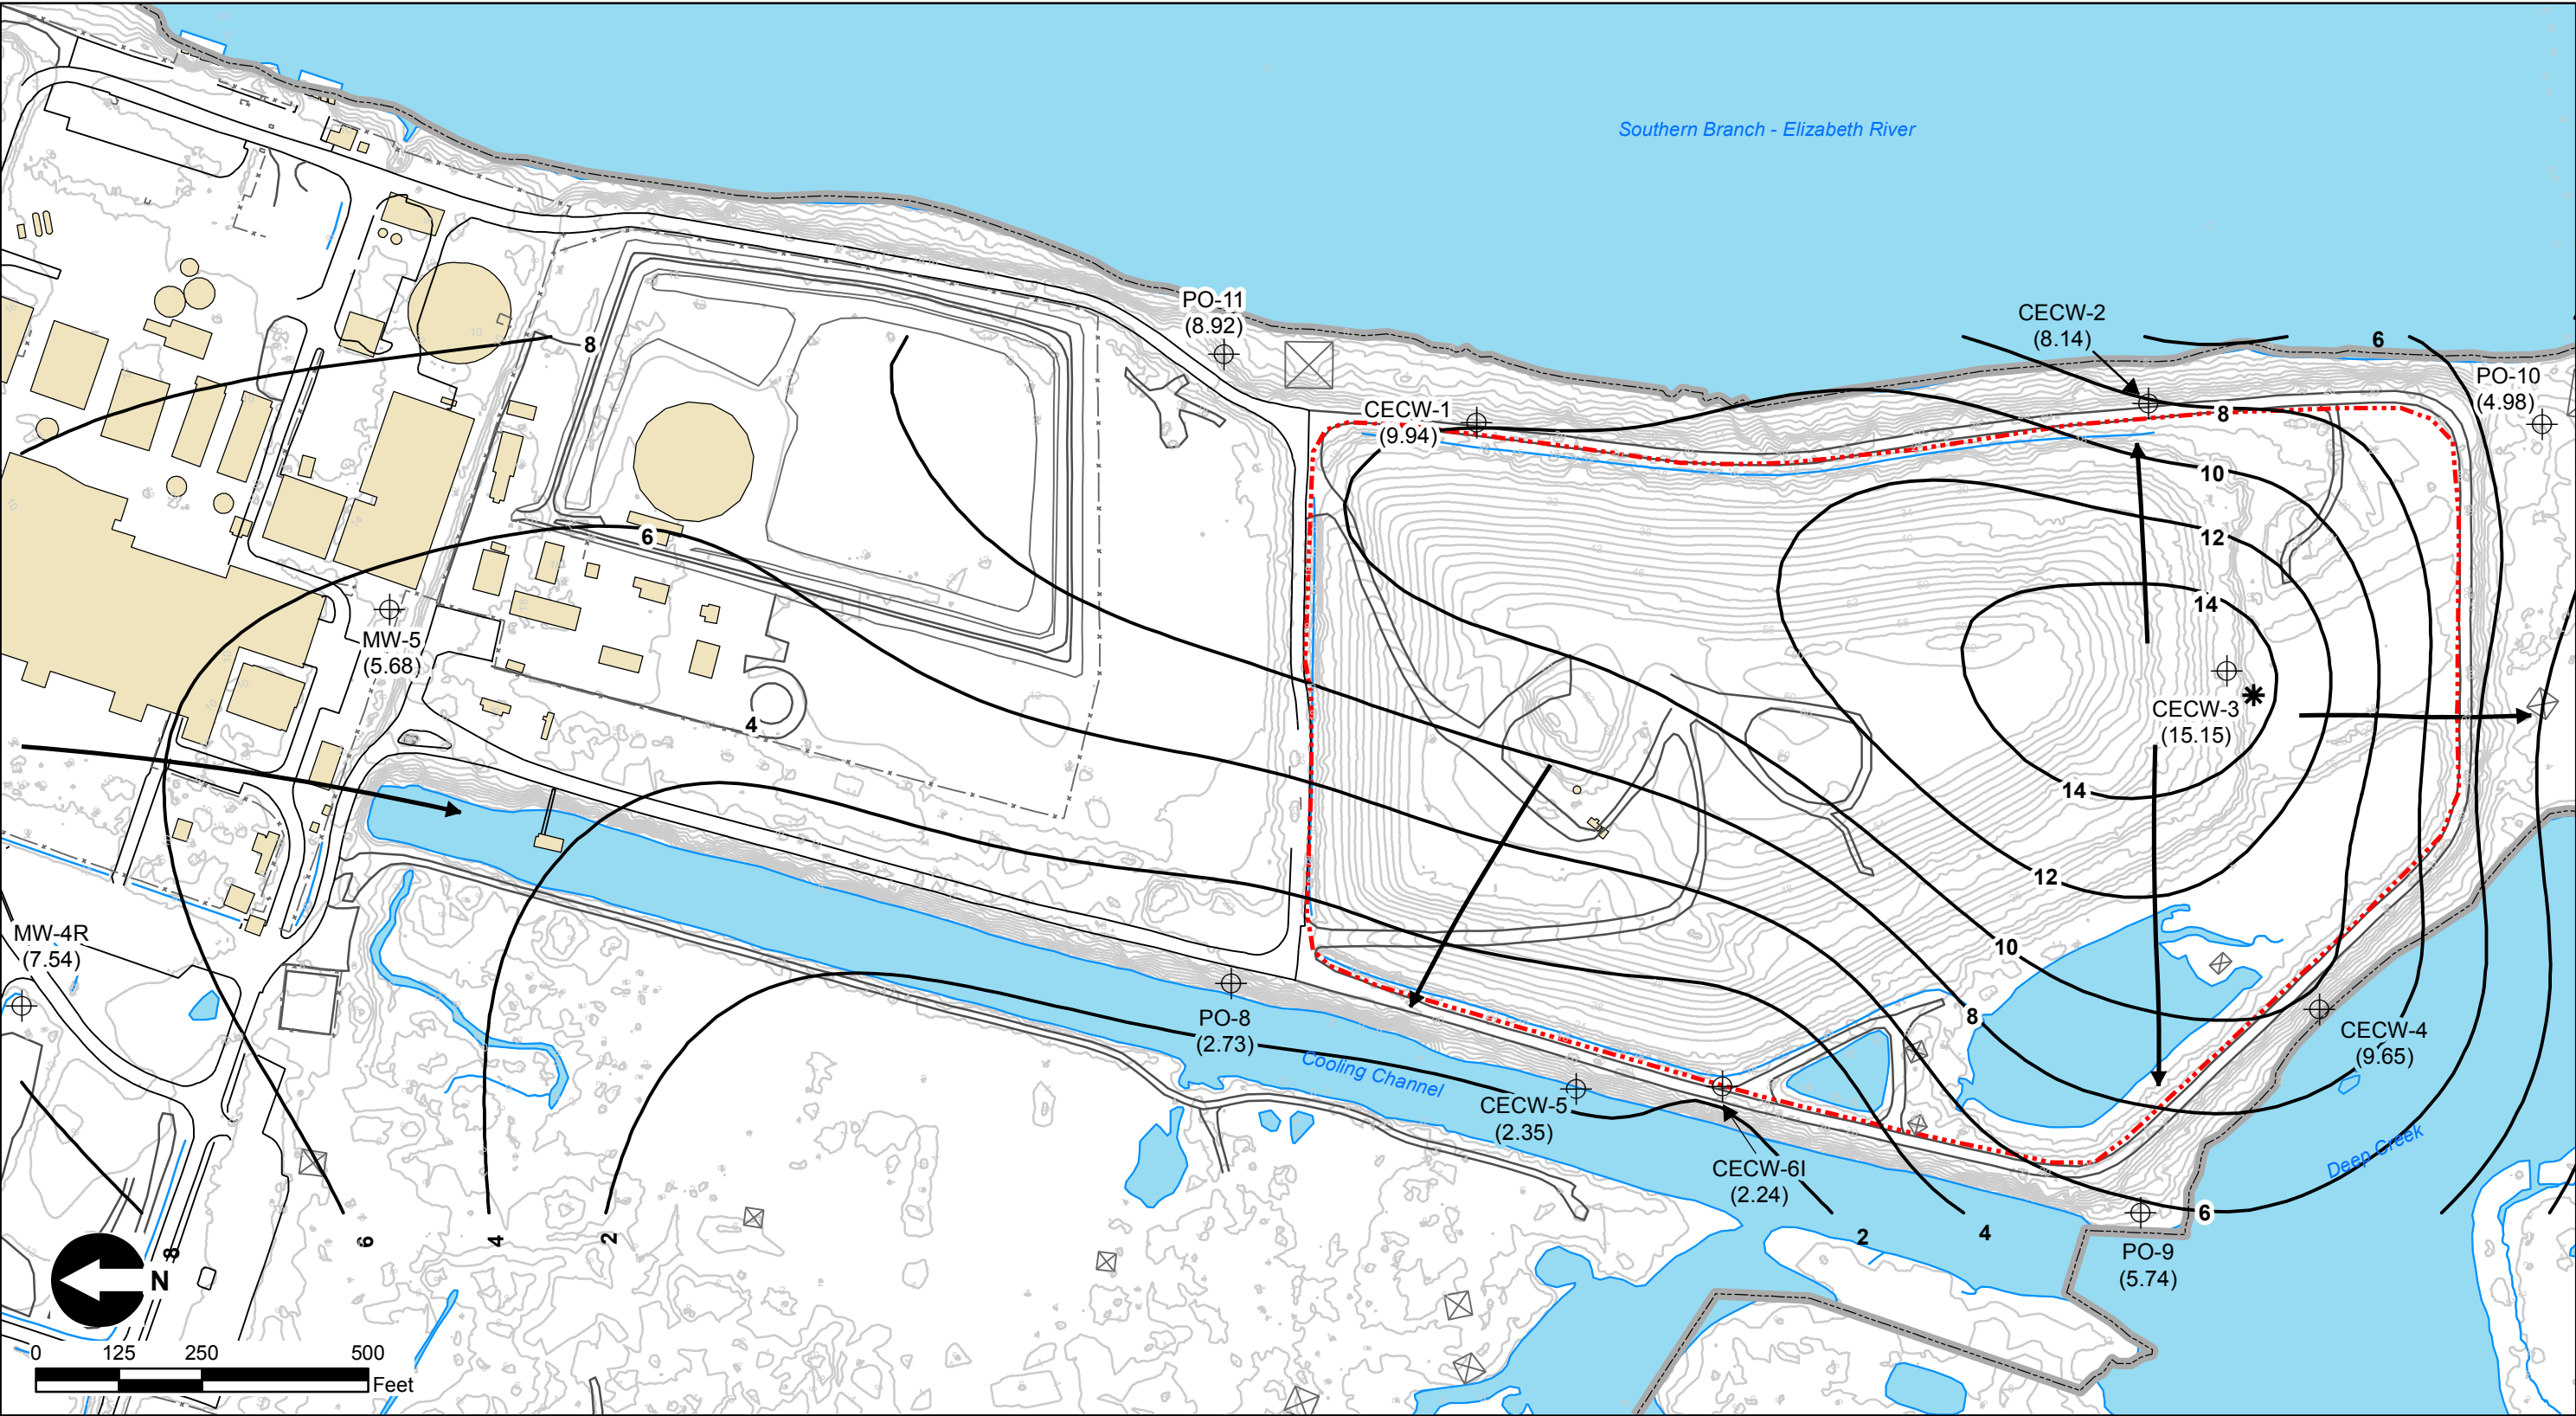 Southern Branch - Elizabeth River
PO-11
(8.92)
CECW-2
(8.14)
6
8
PO-10
(4.98)
CECW-1
(9.94)
8
10
6
12
14
MW-5
(5.68)
CECW-3
(15.15)
4
14
12
MW-4R
(7.54)
10
PO-8
(2.73)
8
CECW-4
(9.65)
Cooling Channel
CECW-5
(2.35)
Deep Creek
CECW-6I
(2.24)
6
8
6
4
2
2
4
PO-9
(5.74)
N
0 125 250 500
Feet